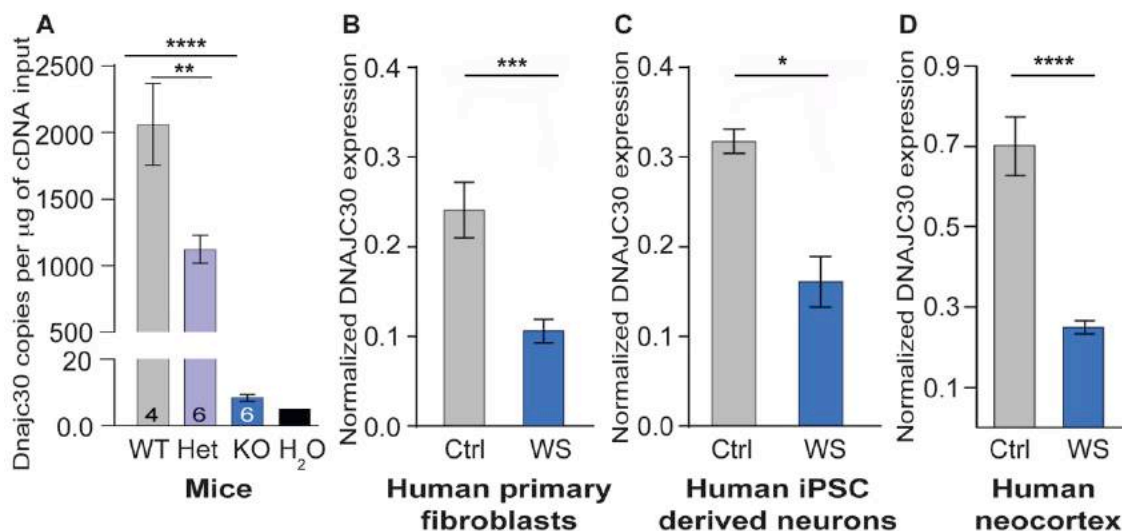 A
Dnajc30 copies per μg of cDNA input
****
**
2500
2000
1500
1000
500
20
0.0
4
6
6
WT Het KO H₂O
Mice
B
Normalized DNAJC30 expression
***
0.4
0.3
0.2
0.1
0.0
Ctrl WS
Human primary
fibroblasts
C
Normalized DNAJC30 expression
*
0.4
0.3
0.2
0.1
0.0
Ctrl WS
Human iPSC
derived neurons
D
Normalized DNAJC30 expression
****
0.9
0.7
0.5
0.3
0.1
Ctrl WS
Human
neocortex